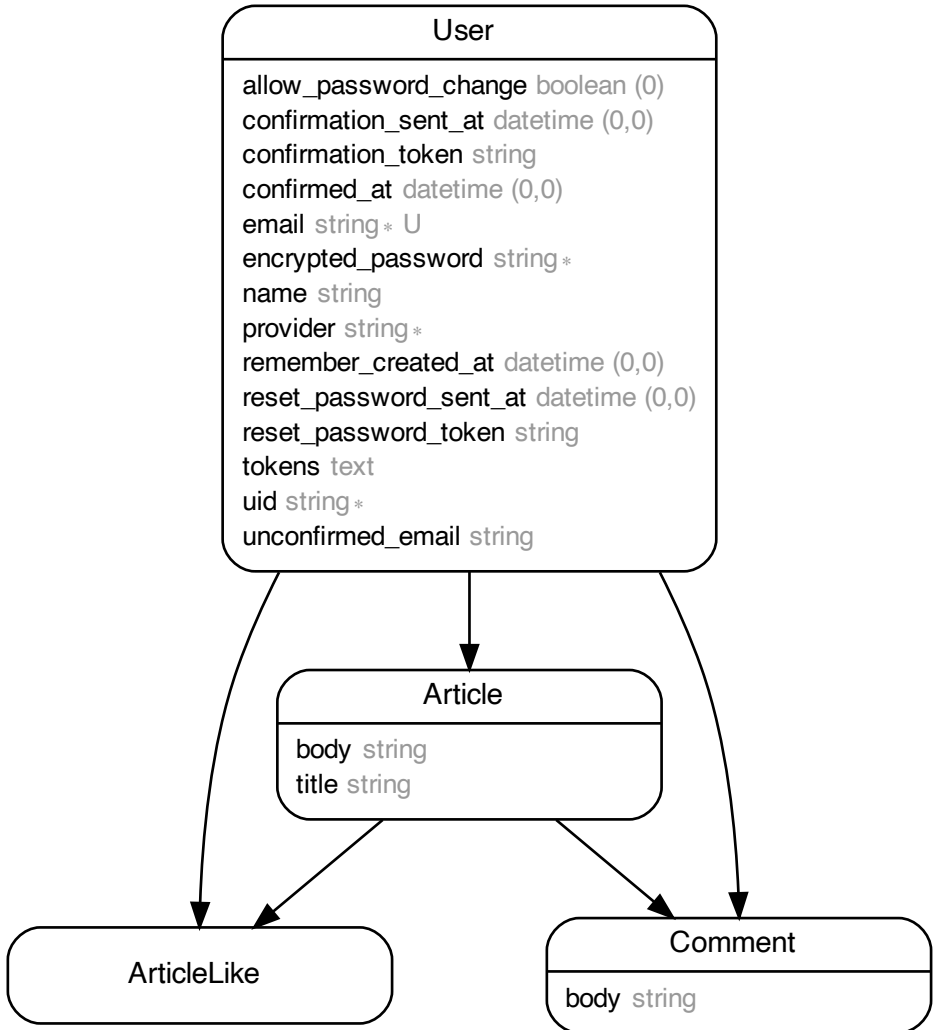 User
allow_password_change boolean (0)
confirmation_sent_at datetime (0,0)
confirmation_token string
confirmed_at datetime (0,0)
email string∗ U
encrypted_password string∗
name string
provider string∗
remember_created_at datetime (0,0)
reset_password_sent_at datetime (0,0)
reset_password_token string
tokens text
uid string∗
unconfirmed_email string
Article
body string
title string
ArticleLike
Comment
body string